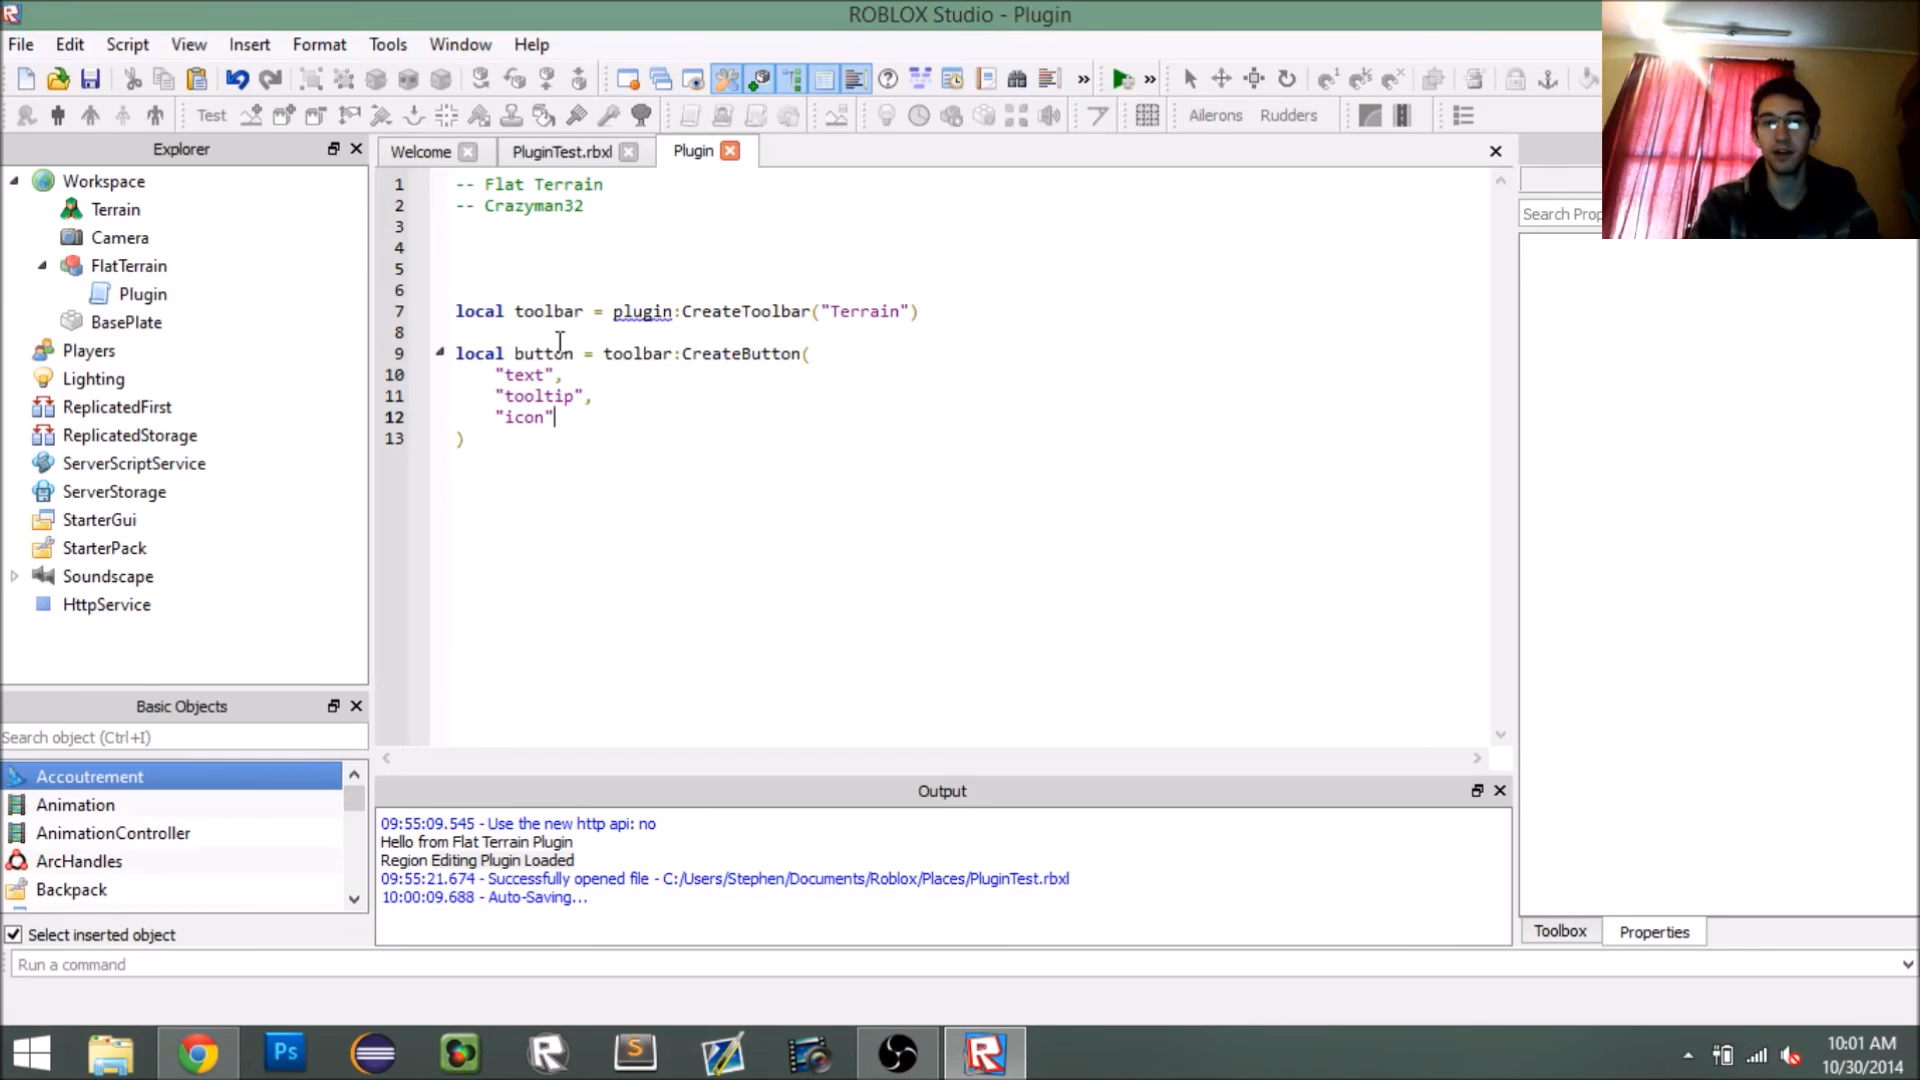 ROBLOX Studio - Plugin
File Edit Script View Insert Format Tools Window Help
Test Ailerons Rudders
Explorer
Workspace
Terrain
Camera
FlatTerrain
Plugin
BasePlate
Players
Lighting
ReplicatedFirst
ReplicatedStorage
ServerScriptService
ServerStorage
StarterGui
StarterPack
Soundscape
HttpService
Basic Objects
Search object (Ctrl+I)
Accoutrement
Animation
AnimationController
ArcHandles
Backpack
Select inserted object
Run a command
Welcome PluginTest.rbxl Plugin
1 -- Flat Terrain
2 -- Crazyman32
3
4
5
6
7 local toolbar = plugin:CreateToolbar("Terrain")
8
9 local button = toolbar:CreateButton(
10 "text",
11 "tooltip",
12 "icon"
13 )
Output
09:55:09.545 - Use the new http api: no
Hello from Flat Terrain Plugin
Region Editing Plugin Loaded
09:55:21.674 - Successfully opened file - C:/Users/Stephen/Documents/Roblox/Places/PluginTest.rbxl
10:00:09.688 - Auto-Saving...
Search Prop
Toolbox Properties
Ps
S
10:01 AM
10/30/2014